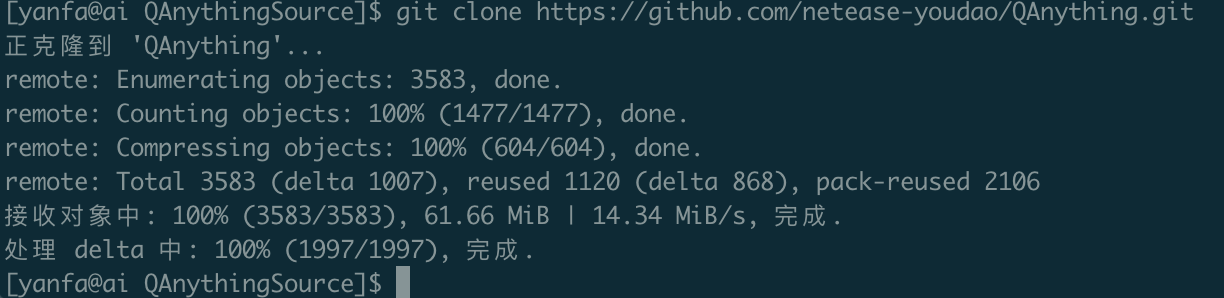 [yanfa@ai QAnythingSource]$ git clone https://github.com/netease-youdao/QAnything.git
正克隆到 'QAnything'...
remote: Enumerating objects: 3583, done.
remote: Counting objects: 100% (1477/1477), done.
remote: Compressing objects: 100% (604/604), done.
remote: Total 3583 (delta 1007), reused 1120 (delta 868), pack-reused 2106
接收对象中: 100% (3583/3583), 61.66 MiB | 14.34 MiB/s, 完成.
处理 delta 中: 100% (1997/1997), 完成.
[yanfa@ai QAnythingSource]$